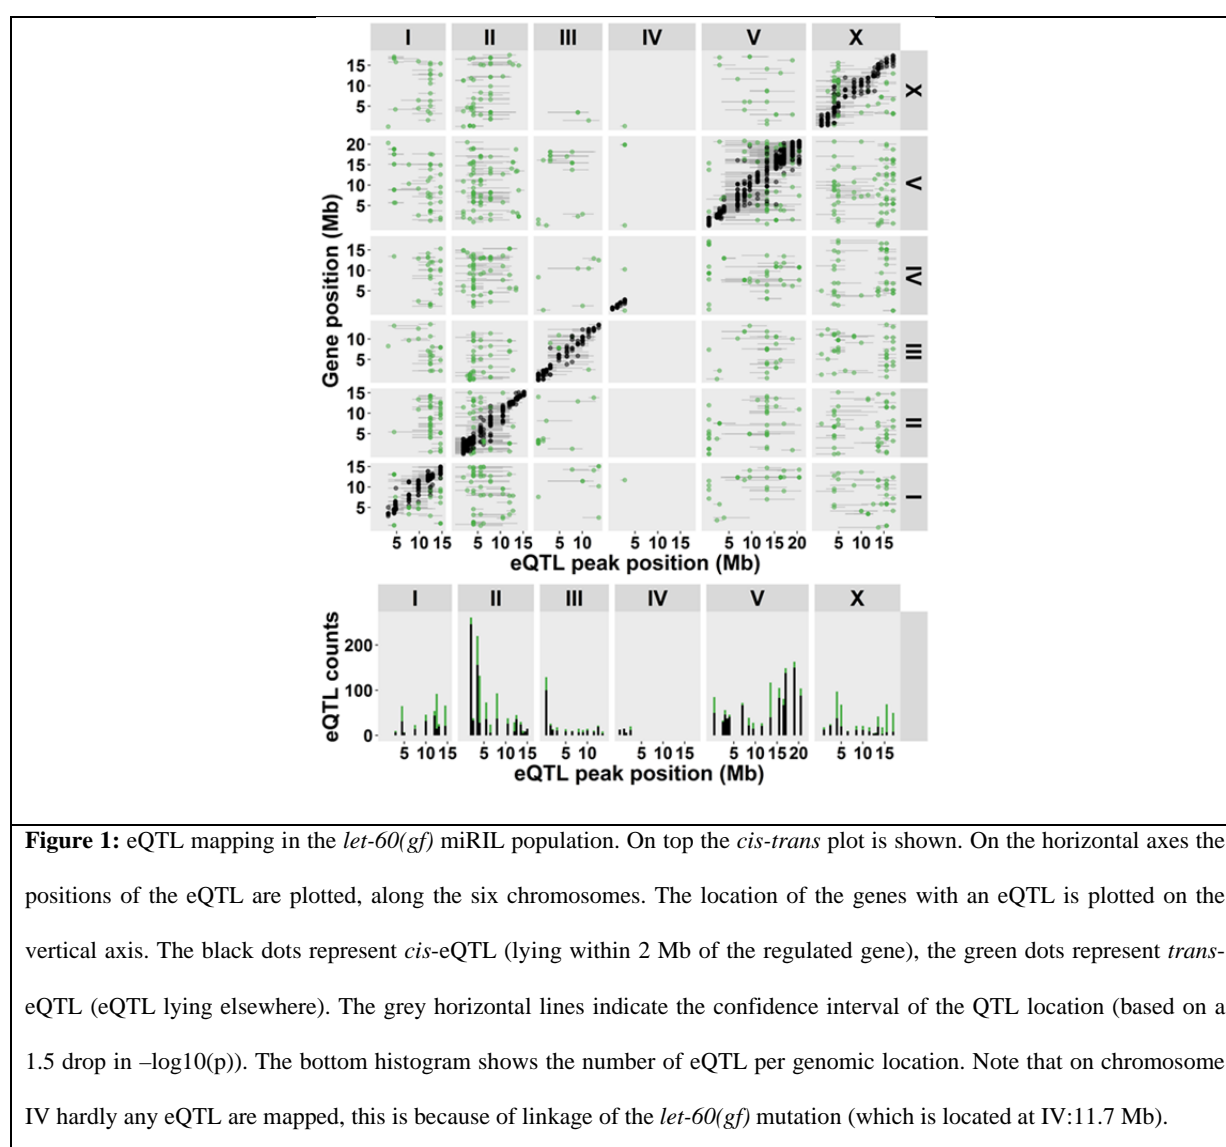 I II III IV V X
15
10
5
X
20
15
10
5
V
15
10
5
IV
10
5
III
15
10
5
II
15
10
5
I
Gene position (Mb)
5 10 15 5 10 15 5 10 5 10 15 5 10 15 20 5 10 15
eQTL peak position (Mb)
I II III IV V X
eQTL counts
200
100
0
5 10 15 5 10 15 5 10 5 10 15 5 10 15 20 5 10 15
eQTL peak position (Mb)
Figure 1: eQTL mapping in the let-60(gf) miRIL population. On top the cis-trans plot is shown. On the horizontal axes the
positions of the eQTL are plotted, along the six chromosomes. The location of the genes with an eQTL is plotted on the
vertical axis. The black dots represent cis-eQTL (lying within 2 Mb of the regulated gene), the green dots represent trans-
eQTL (eQTL lying elsewhere). The grey horizontal lines indicate the confidence interval of the QTL location (based on a
1.5 drop in –log10(p)). The bottom histogram shows the number of eQTL per genomic location. Note that on chromosome
IV hardly any eQTL are mapped, this is because of linkage of the let-60(gf) mutation (which is located at IV:11.7 Mb).